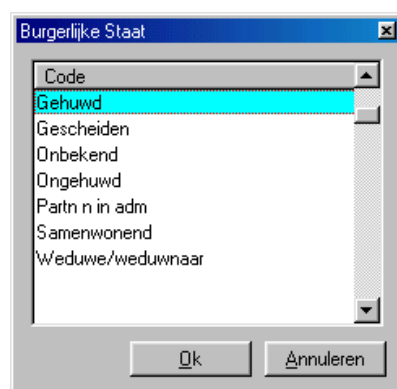 Burgerlijke Staat
Code
Gehuwd
Gescheiden
Onbekend
Ongehuwd
Partn n in adm
Samenwonend
Weduwe/weduwnaar
Ok Annuleren